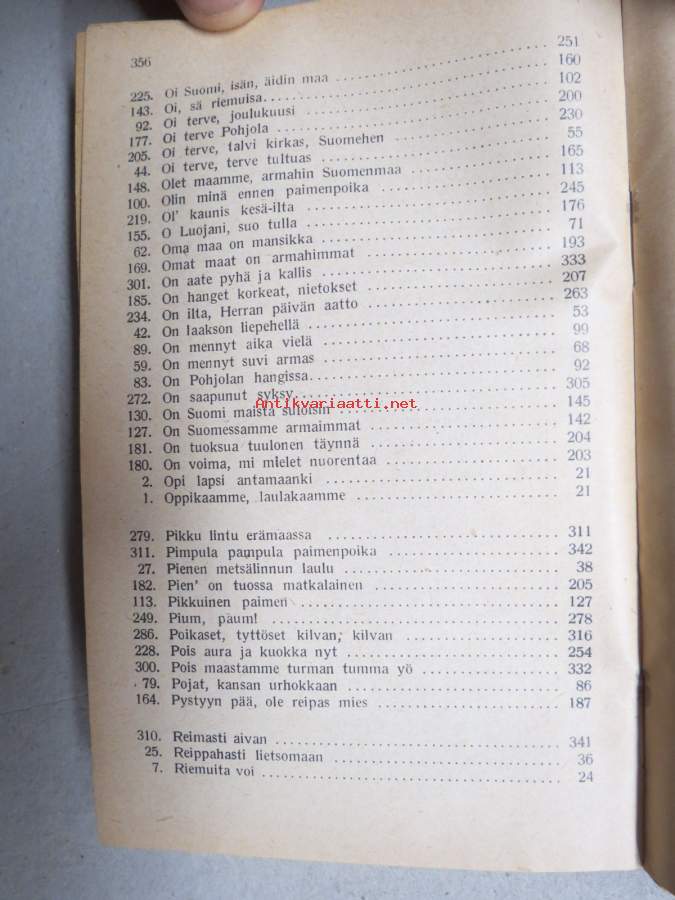 356
225. Oi Suomi, isän, äidin maa 251
143. Oi, sä riemuisa 160
92. Oi terve, joulukuusi 102
177. Oi terve Pohjola 200
205. Oi terve, talvi kirkas, Suomehen 230
44. Oi terve, terve tultuas 55
148. Olet maamme, armahin Suomenmaa 165
100. Olin minä ennen paimenpoika 113
219. Ol' kaunis kesä-ilta 245
155. O Luojani, suo tulla 176
62. Oma maa on mansikka 71
169. Omat maat on armahimmat 193
301. On aate pyhä ja kallis 333
185. On hanget korkeat, nietokset 207
234. On ilta, Herran päivän aatto 263
42. On laakson liepehellä 53
89. On mennyt aika vielä 99
59. On mennyt suvi armas 68
83. On Pohjolan hangissa 92
272. On saapunut syksy 305
Antikvariaatti.net
130. On Suomi maista suloisin 145
127. On Suomessamme armaimmat 142
181. On tuoksua tuulonen täynnä 204
180. On voima, mi mielet nuorentaa 203
2. Opi lapsi antamaanki 21
1. Oppikaamme, laulakaamme 21
279. Pikku lintu erämaassa 311
311. Pimpula pampula paimenpoika 342
27. Pienen metsälinnun laulu 38
182. Pien' on tuossa matkalainen 205
113. Pikkuinen paimen 127
249. Pium, paum! 278
286. Poikaset, tyttöset kilvan, kilvan 316
228. Pois aura ja kuokka nyt 254
300. Pois maastamme turman tumma yö 332
79. Pojat, kansan urhokkaan 86
164. Pystyyn pää, ole reipas mies 187
310. Reimasti aivan 341
25. Reippahasti lietsomaan 36
7. Riemuita voi 24